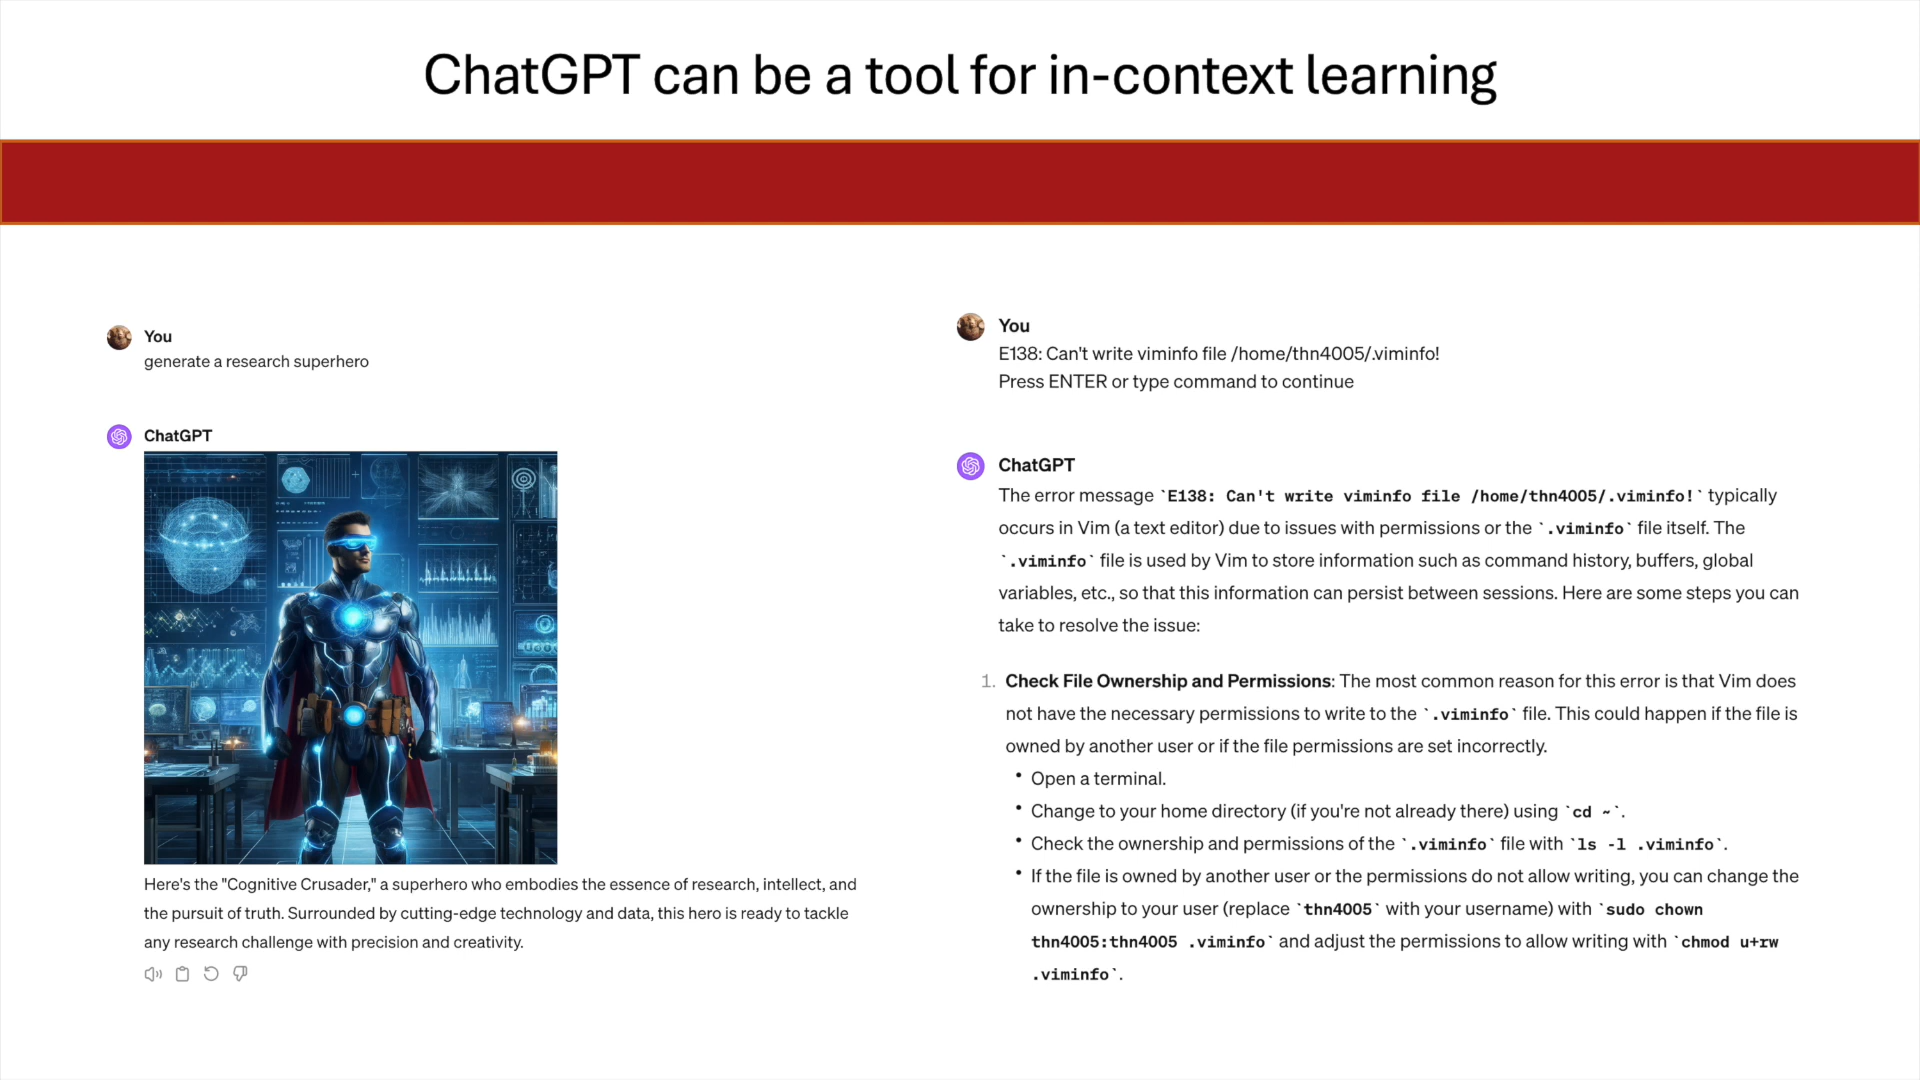 ChatGPT can be a tool for in-context learning
You
generate a research superhero
ChatGPT
Here's the "Cognitive Crusader," a superhero who embodies the essence of research, intellect, and
the pursuit of truth. Surrounded by cutting-edge technology and data, this hero is ready to tackle
any research challenge with precision and creativity.
You
E138: Can't write viminfo file /home/thn4005/.viminfo!
Press ENTER or type command to continue
ChatGPT
The error message `E138: Can't write viminfo file /home/thn4005/.viminfo!` typically
occurs in Vim (a text editor) due to issues with permissions or the `.viminfo` file itself. The
`.viminfo` file is used by Vim to store information such as command history, buffers, global
variables, etc., so that this information can persist between sessions. Here are some steps you can
take to resolve the issue:
1. Check File Ownership and Permissions: The most common reason for this error is that Vim does
not have the necessary permissions to write to the `.viminfo` file. This could happen if the file is
owned by another user or if the file permissions are set incorrectly.
• Open a terminal.
• Change to your home directory (if you're not already there) using `cd ~`.
• Check the ownership and permissions of the `.viminfo` file with `ls -l .viminfo`.
• If the file is owned by another user or the permissions do not allow writing, you can change the
ownership to your user (replace `thn4005` with your username) with `sudo chown
thn4005:thn4005 .viminfo` and adjust the permissions to allow writing with `chmod u+rw
.viminfo`.